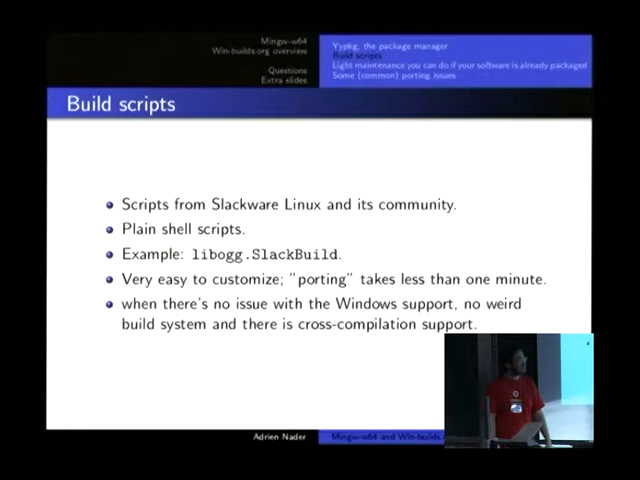 Mingw-w64
Win-builds.org overview
Questions
Extra slides
Yypkg, the package manager
Build scripts
Light maintenance you can do if your software is already packaged
Some (common) porting issues
Build scripts
Scripts from Slackware Linux and its community.
Plain shell scripts.
Example: libogg.SlackBuild.
Very easy to customize; "porting" takes less than one minute.
when there's no issue with the Windows support, no weird
build system and there is cross-compilation support.
Adrien Nader
Mingw-w64 and Win-builds.